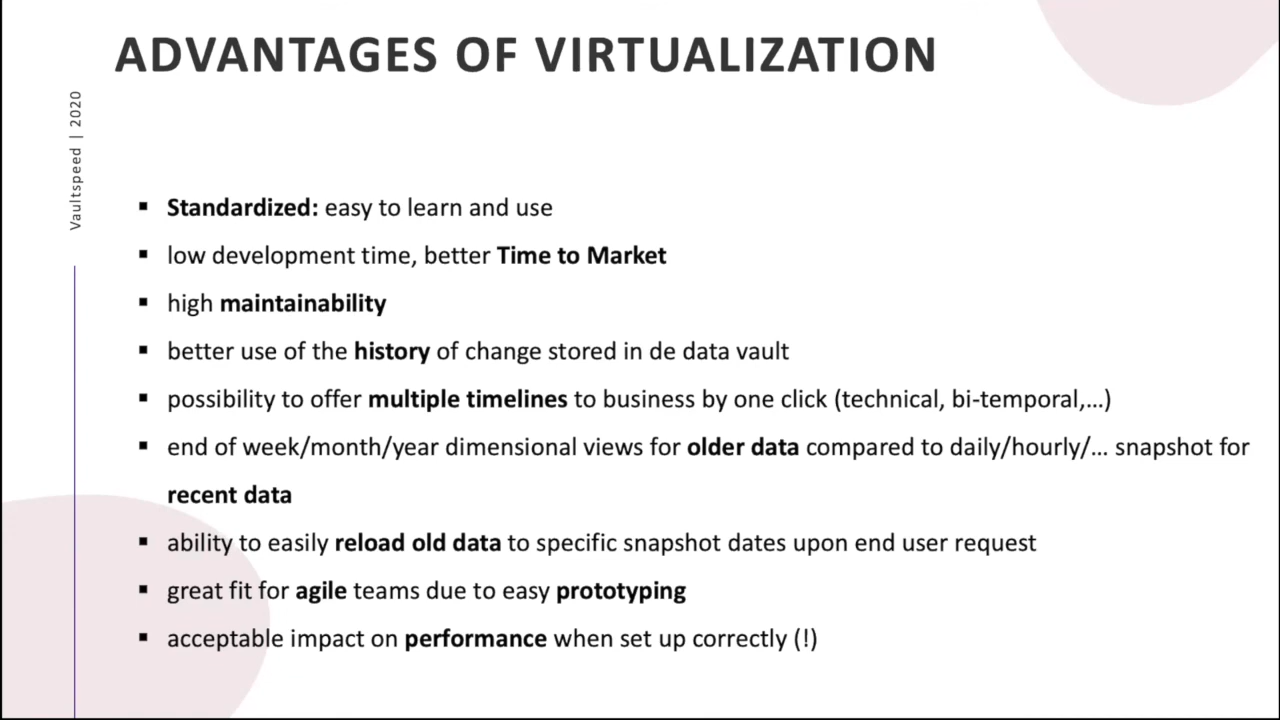 ADVANTAGES OF VIRTUALIZATION
Vaultspeed | 2020
▪ Standardized: easy to learn and use
▪ low development time, better Time to Market
▪ high maintainability
▪ better use of the history of change stored in de data vault
▪ possibility to offer multiple timelines to business by one click (technical, bi-temporal,…)
▪ end of week/month/year dimensional views for older data compared to daily/hourly/… snapshot for
recent data
▪ ability to easily reload old data to specific snapshot dates upon end user request
▪ great fit for agile teams due to easy prototyping
▪ acceptable impact on performance when set up correctly (!)